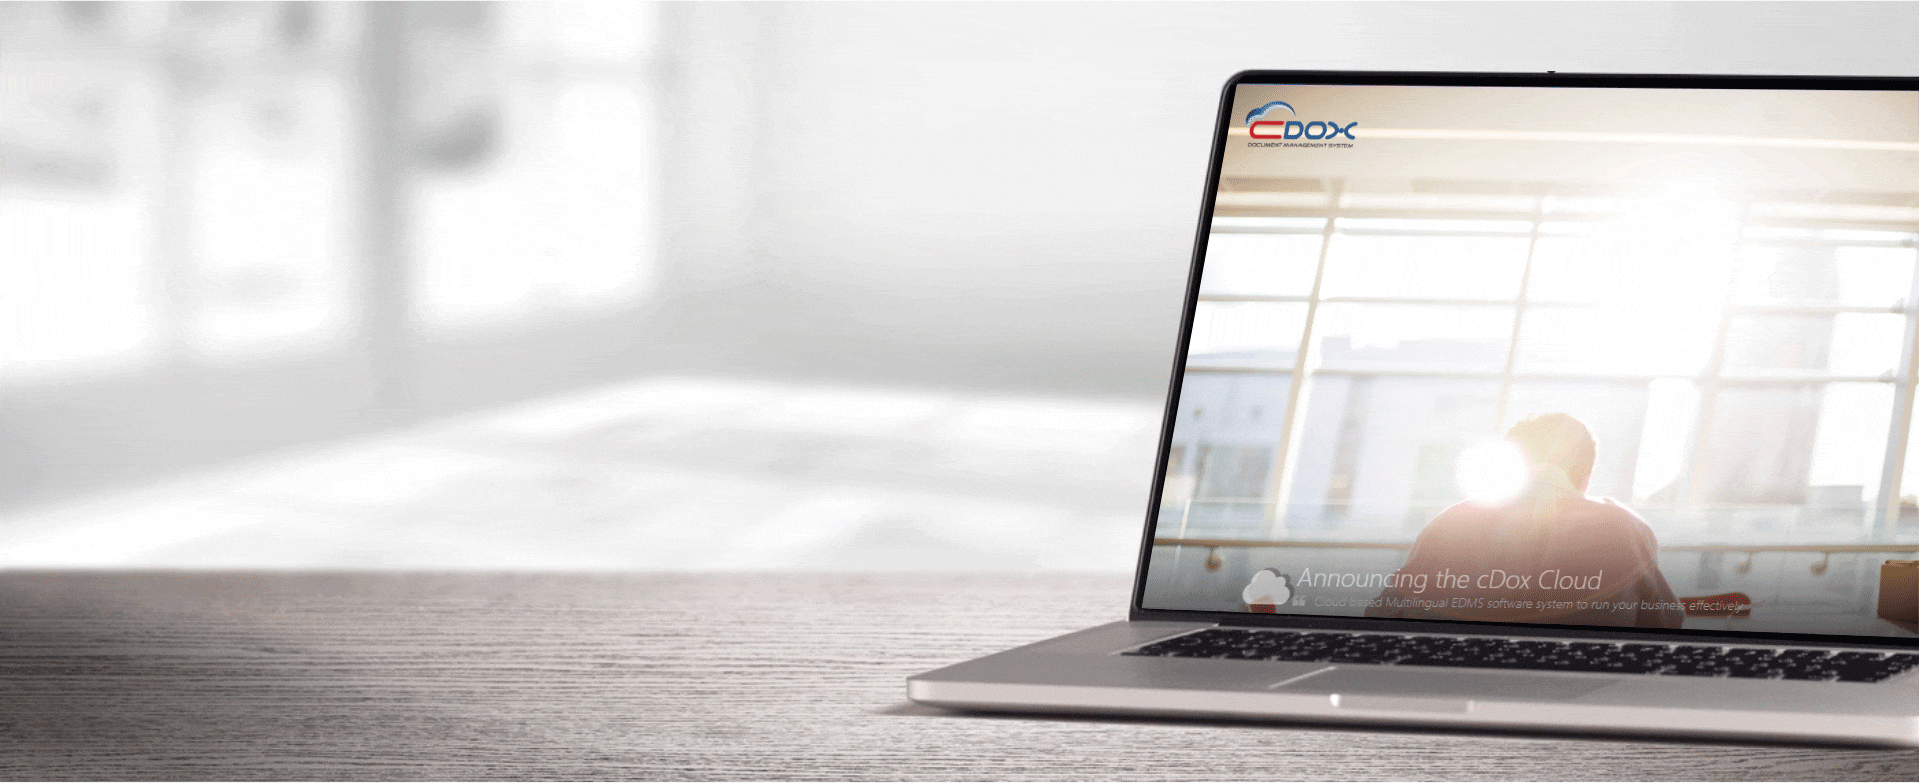 CDOX
DOCUMENT MANAGEMENT SYSTEM
Announcing the cDox Cloud
❝ Cloud based Multilingual EDMS software system to run your business effectively.